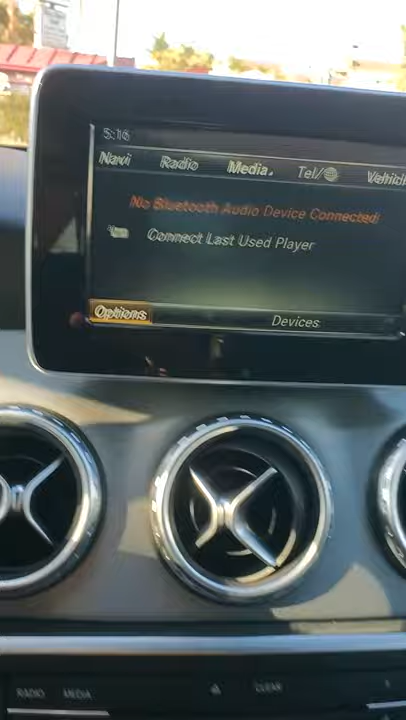 5:16
Navi Radio Media Tel/ Vehicl
No Bluetooth Audio Device Connected
Connect Last Used Player
Options Devices
RADIO MEDIA CLEAR